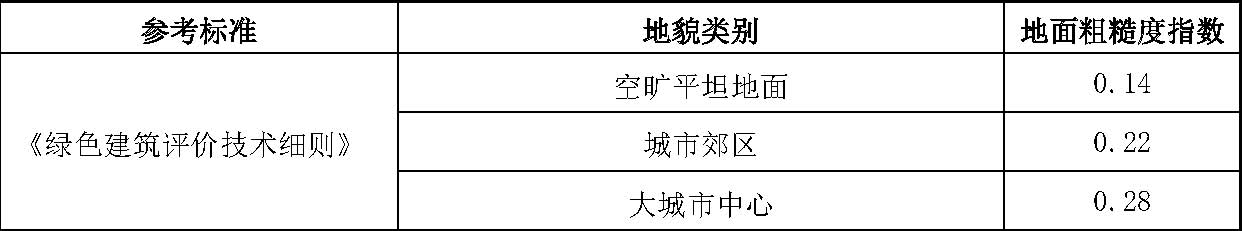 参考标准 地貌类别 地面粗糙度指数
空旷平坦地面 0.14
《绿色建筑评价技术细则》 城市郊区 0.22
大城市中心 0.28